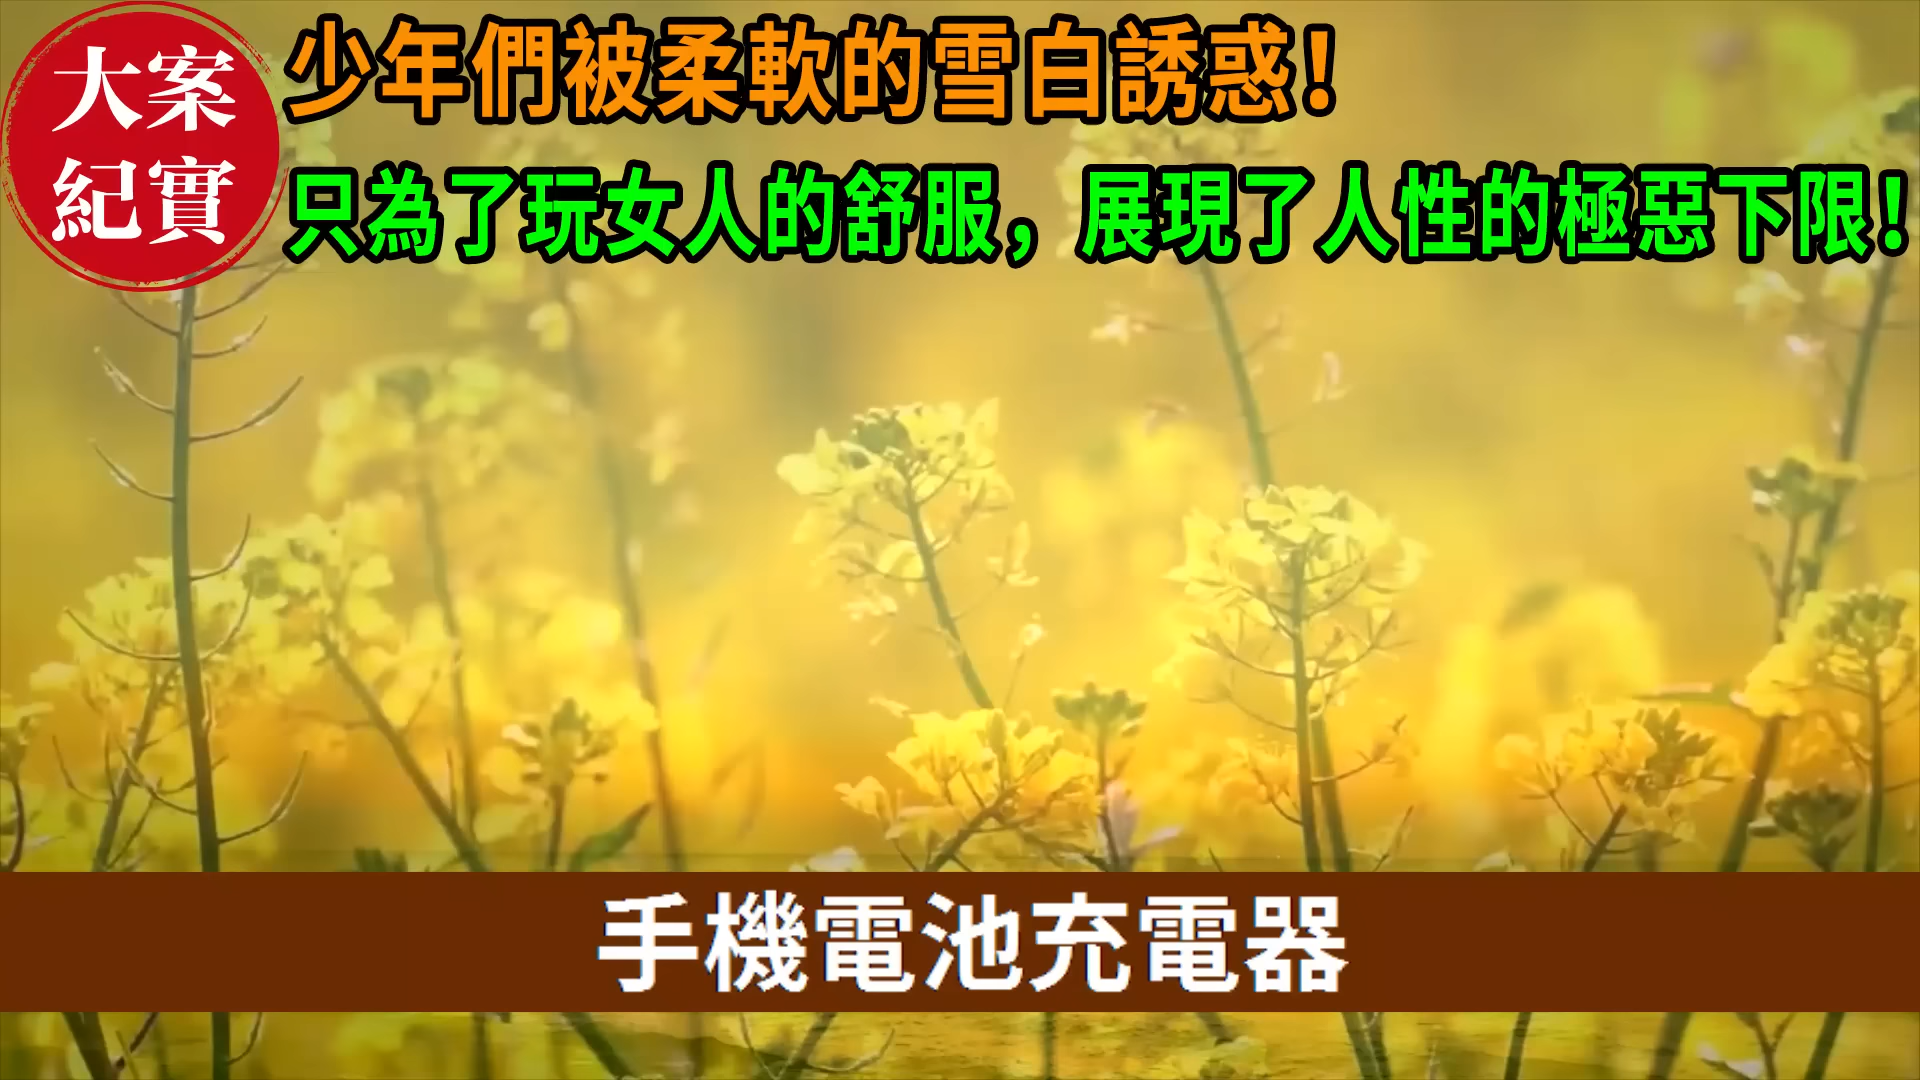 大案
紀實
少年們被柔軟的雪白誘惑！
只為了玩女人的舒服，展現了人性的極惡下限！
手機電池充電器